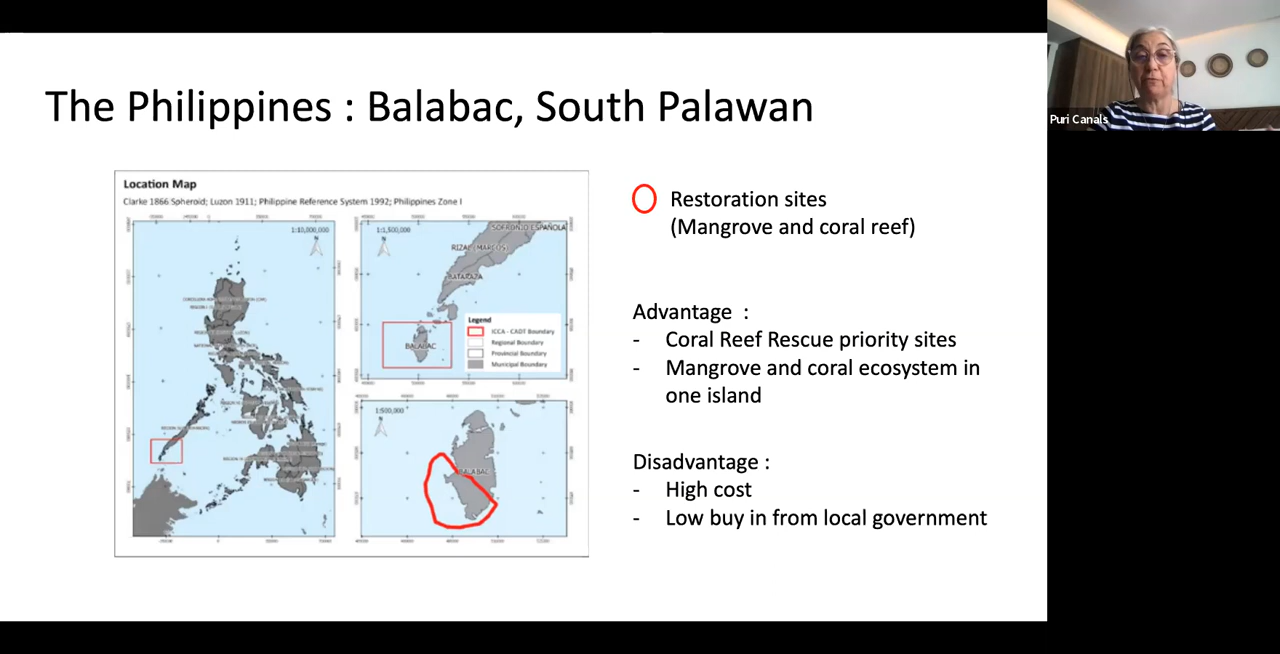 The Philippines : Balabac, South Palawan
Puri Canals
Location Map
Clarke 1866 Spheroid; Luzon 1911; Philippine Reference System 1992; Philippines Zone I
1:10,000,000
1:1,500,000
SOFRONIO ESPAÑOLA
RIZAL (MARCOS)
BATARAZA
BALABAC
Legend
ICCA - CADT Boundary
Regional Boundary
Provincial Boundary
Municipal Boundary
1:500,000
BALABAC
Restoration sites
(Mangrove and coral reef)
Advantage :
- Coral Reef Rescue priority sites
- Mangrove and coral ecosystem in
one island
Disadvantage :
- High cost
- Low buy in from local government